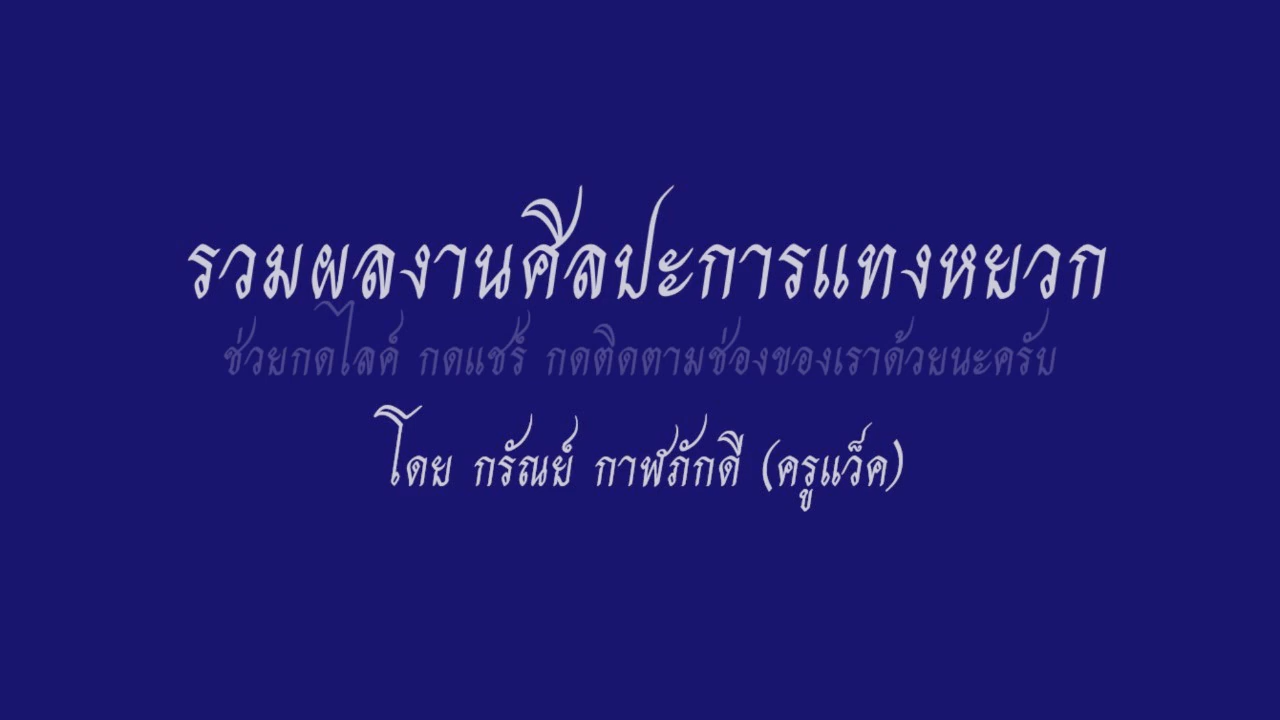 รวมผลงานศิลปะการแทงหยวก
ช่วยกดไลค์ กดแชร์ กดติดตามช่องของเราด้วยนะครับ
โดย กรัณย์ กาฬภักดี (ครูแว็ค)